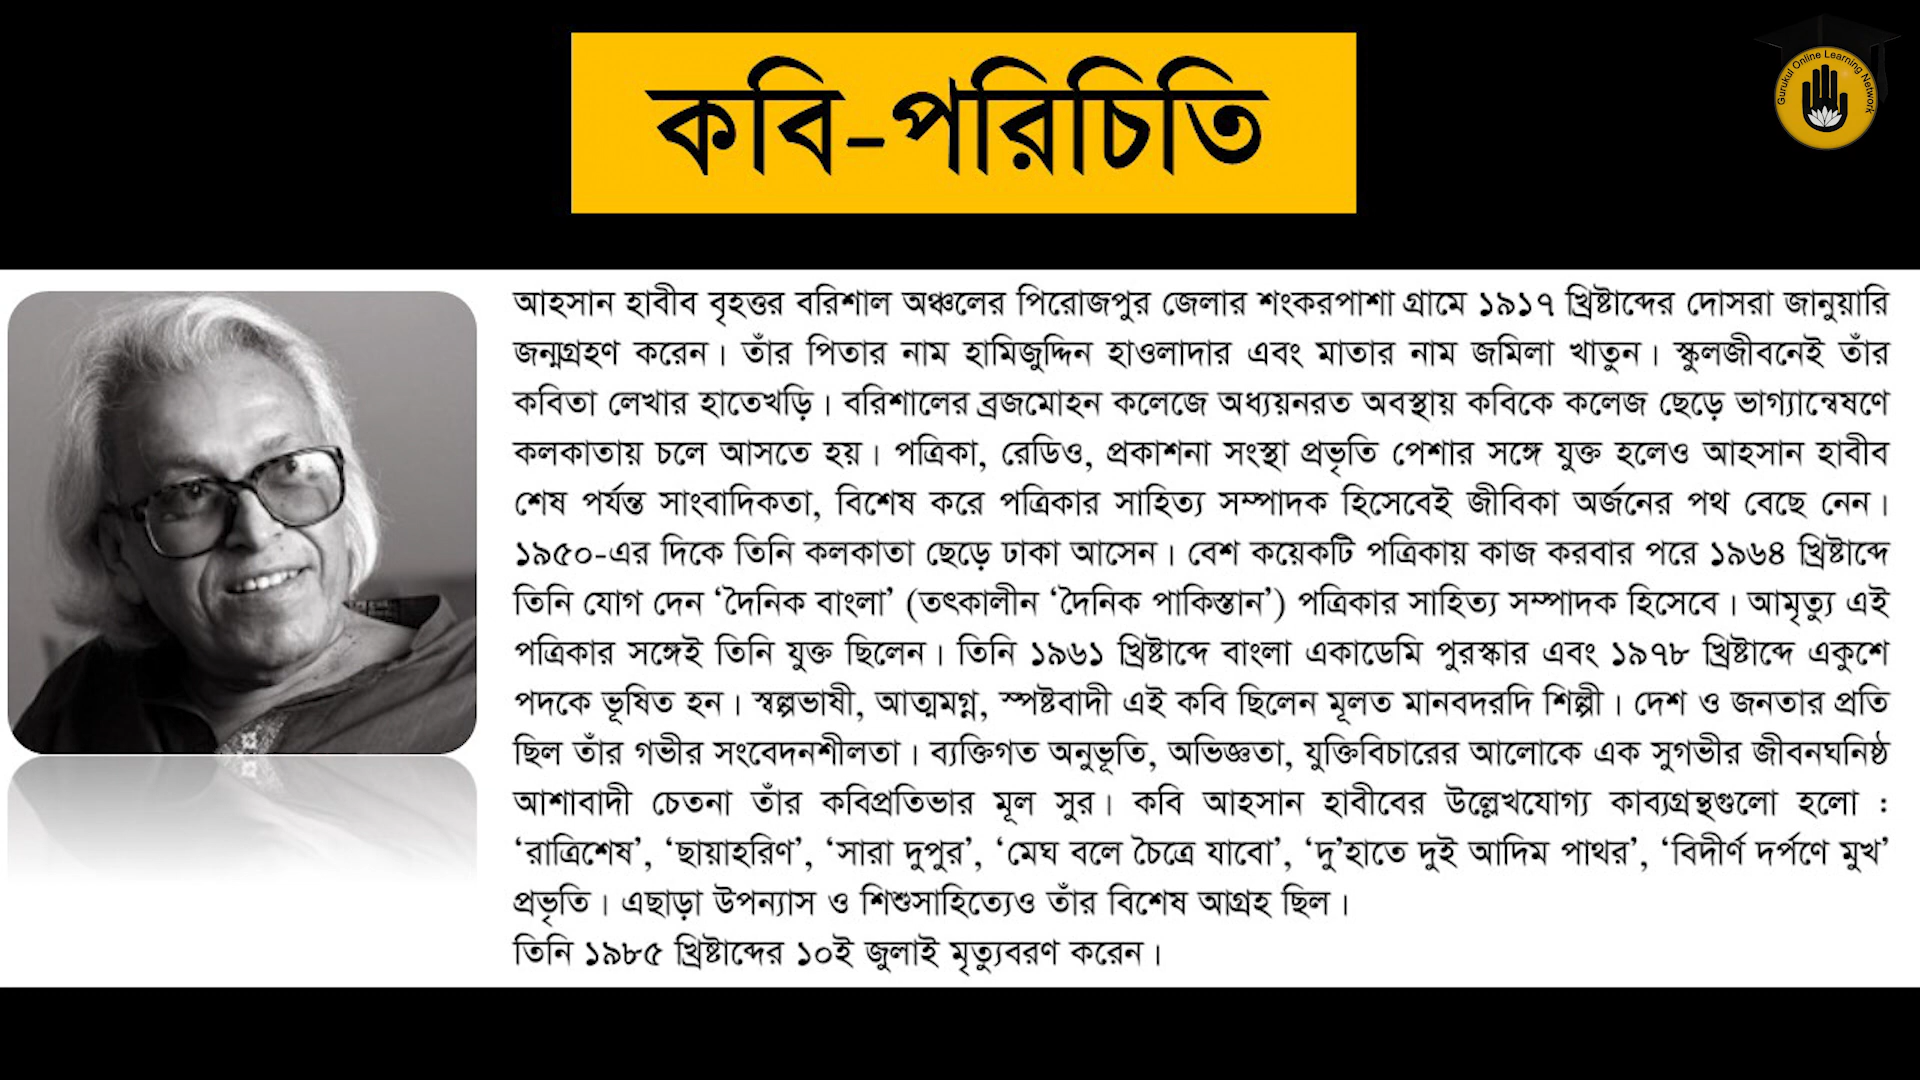 কবি-পরিচিতি
Gurukul Online Learning Network
আহসান হাবীব বৃহত্তর বরিশাল অঞ্চলের পিরোজপুর জেলার শংকরপাশা গ্রামে ১৯১৭ খ্রিষ্টাব্দের দোসরা জানুয়ারি
জন্মগ্রহণ করেন। তাঁর পিতার নাম হামিজুদ্দিন হাওলাদার এবং মাতার নাম জমিলা খাতুন। স্কুলজীবনেই তাঁর
কবিতা লেখার হাতেখড়ি। বরিশালের ব্রজমোহন কলেজে অধ্যয়নরত অবস্থায় কবিকে কলেজ ছেড়ে ভাগ্যান্বেষণে
কলকাতায় চলে আসতে হয়। পত্রিকা, রেডিও, প্রকাশনা সংস্থা প্রভৃতি পেশার সঙ্গে যুক্ত হলেও আহসান হাবীব
শেষ পর্যন্ত সাংবাদিকতা, বিশেষ করে পত্রিকার সাহিত্য সম্পাদক হিসেবেই জীবিকা অর্জনের পথ বেছে নেন।
১৯৫০-এর দিকে তিনি কলকাতা ছেড়ে ঢাকা আসেন। বেশ কয়েকটি পত্রিকায় কাজ করবার পরে ১৯৬৪ খ্রিষ্টাব্দে
তিনি যোগ দেন ‘দৈনিক বাংলা’ (তৎকালীন ‘দৈনিক পাকিস্তান’) পত্রিকার সাহিত্য সম্পাদক হিসেবে। আমৃত্যু এই
পত্রিকার সঙ্গেই তিনি যুক্ত ছিলেন। তিনি ১৯৬১ খ্রিষ্টাব্দে বাংলা একাডেমি পুরস্কার এবং ১৯৭৮ খ্রিষ্টাব্দে একুশে
পদকে ভূষিত হন। স্বল্পভাষী, আত্মমগ্ন, স্পষ্টবাদী এই কবি ছিলেন মূলত মানবদরদি শিল্পী। দেশ ও জনতার প্রতি
ছিল তাঁর গভীর সংবেদনশীলতা। ব্যক্তিগত অনুভূতি, অভিজ্ঞতা, যুক্তিবিচারের আলোকে এক সুগভীর জীবনঘনিষ্ঠ
আশাবাদী চেতনা তাঁর কবিপ্রতিভার মূল সুর। কবি আহসান হাবীবের উল্লেখযোগ্য কাব্যগ্রন্থগুলো হলো :
‘রাত্রিশেষ’, ‘ছায়াহরিণ’, ‘সারা দুপুর’, ‘মেঘ বলে চৈত্রে যাবো’, ‘দু’হাতে দুই আদিম পাথর’, ‘বিদীর্ণ দর্পণে মুখ’
প্রভৃতি। এছাড়া উপন্যাস ও শিশুসাহিত্যেও তাঁর বিশেষ আগ্রহ ছিল।
তিনি ১৯৮৫ খ্রিষ্টাব্দের ১০ই জুলাই মৃত্যুবরণ করেন।